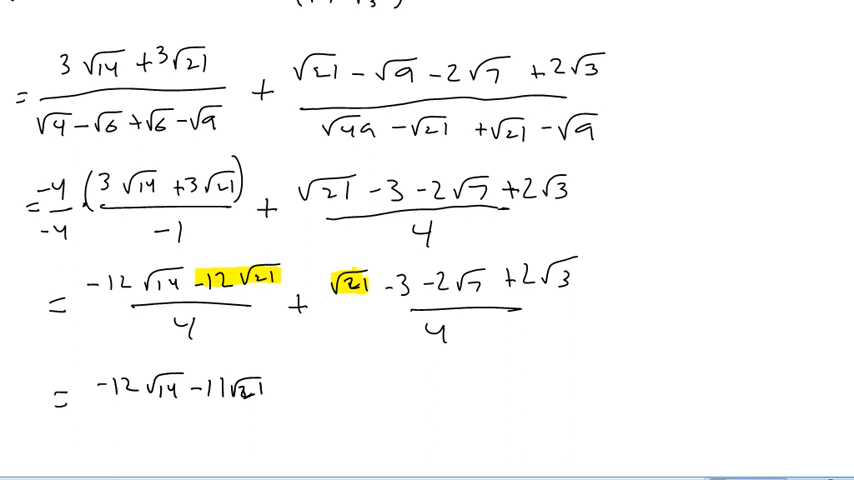 = (3√14 + 3√21)/(√4 - √6 + √6 - √9) + (√21 - √9 - 2√7 + 2√3)/(√49 - √21 + √21 - √9)
= -4/-4 · (3√14 + 3√21)/-1 + (√21 - 3 - 2√7 + 2√3)/4
= (-12√14 - 12√21)/4 + (√21 - 3 - 2√7 + 2√3)/4
= -12√14 - 11√21